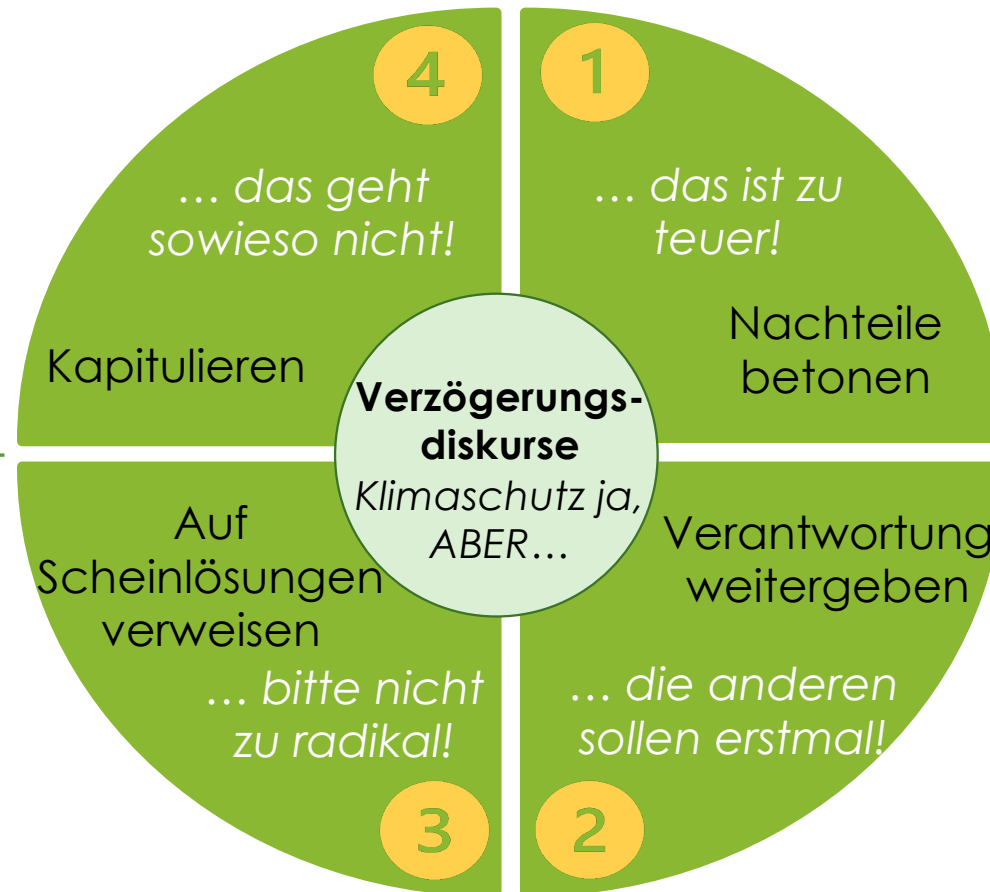 4
… das geht
sowieso nicht!
Kapitulieren
1
… das ist zu
teuer!
Nachteile
betonen
Verzögerungs-
diskurse
Klimaschutz ja,
ABER…
Auf
Scheinlösungen
verweisen
… bitte nicht
zu radikal!
3
Verantwortung
weitergeben
… die anderen
sollen erstmal!
2